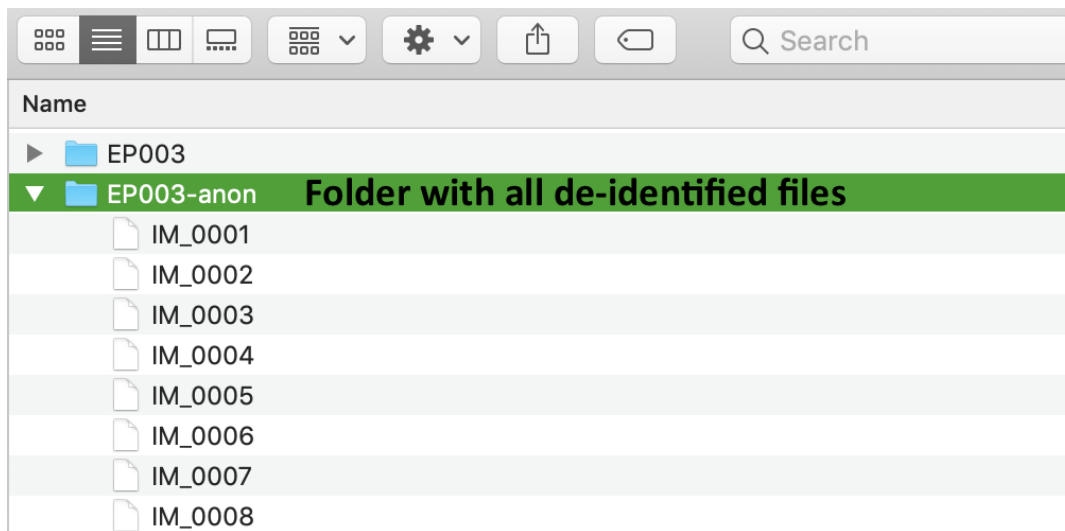 Search
Name
EP003
EP003-anon Folder with all de-identified files
IM_0001
IM_0002
IM_0003
IM_0004
IM_0005
IM_0006
IM_0007
IM_0008